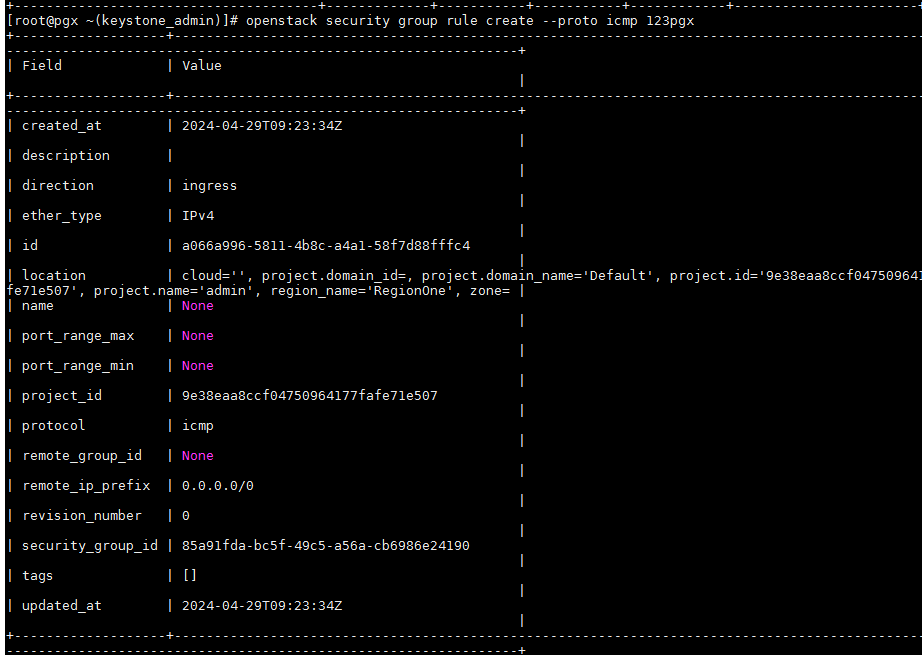 [root@pgx ~(keystone_admin)]# openstack security group rule create --proto icmp 123pgx
| Field | Value |
| created_at | 2024-04-29T09:23:34Z |
| description | |
| direction | ingress |
| ether_type | IPv4 |
| id | a066a996-5811-4b8c-a4a1-58f7d88fffc4 |
| location | cloud='', project.domain_id=, project.domain_name='Default', project.id='9e38eaa8ccf047509641
fe71e507', project.name='admin', region_name='RegionOne', zone= |
| name | None |
| port_range_max | None |
| port_range_min | None |
| project_id | 9e38eaa8ccf04750964177fafe71e507 |
| protocol | icmp |
| remote_group_id | None |
| remote_ip_prefix | 0.0.0.0/0 |
| revision_number | 0 |
| security_group_id | 85a91fda-bc5f-49c5-a56a-cb6986e24190 |
| tags | [] |
| updated_at | 2024-04-29T09:23:34Z |